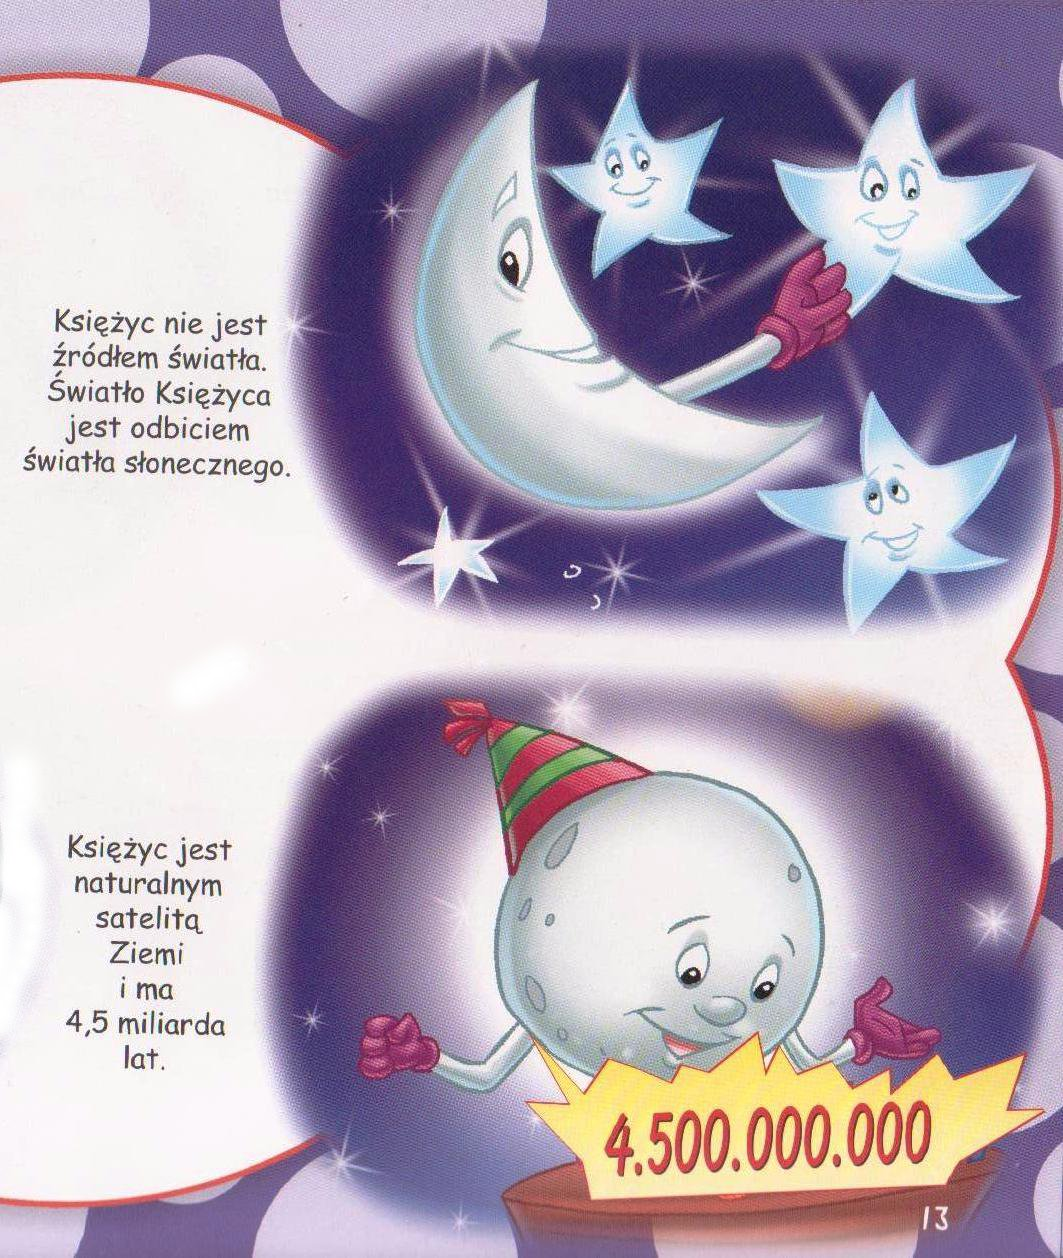 Księżyc nie jest
źródłem światła.
Światło Księżyca
jest odbiciem
światła słonecznego.
Księżyc jest
naturalnym
satelitą
Ziemi
i ma
4,5 miliarda
lat.
4.500.000.000
13